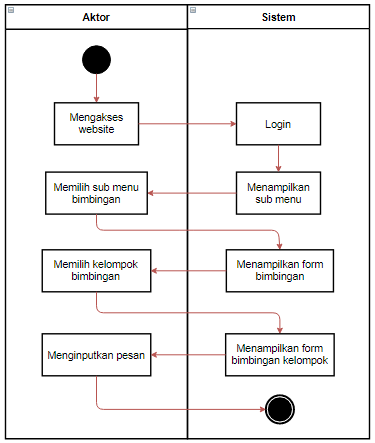 Aktor
Sistem
Mengakses
website
Login
Menampilkan
sub menu
Memilih sub menu
bimbingan
Menampilkan form
bimbingan
Memilih kelompok
bimbingan
Menampilkan form
bimbingan kelompok
Menginputkan pesan